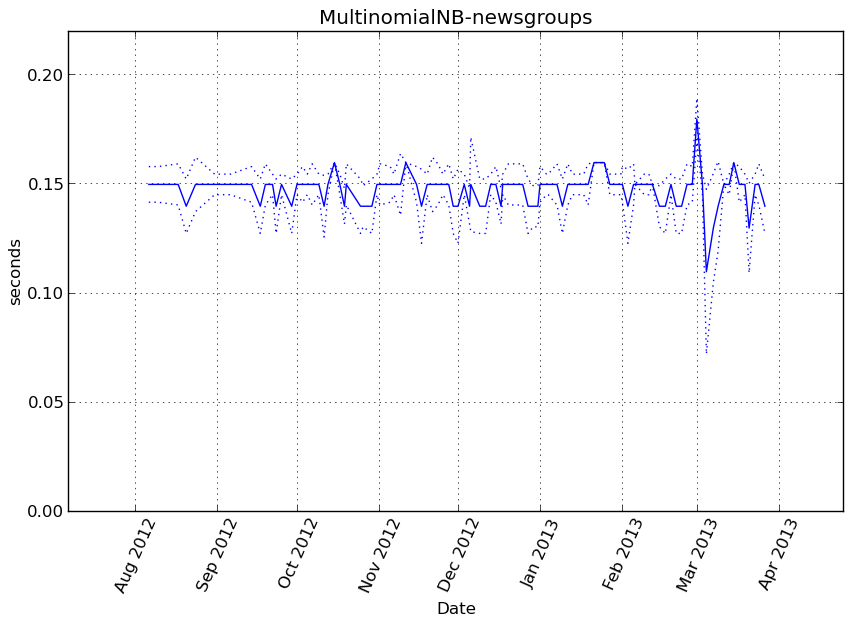 MultinomialNB-newsgroups
0.20
0.15
0.10
0.05
0.00
seconds
Aug 2012
Sep 2012
Oct 2012
Nov 2012
Dec 2012
Jan 2013
Feb 2013
Mar 2013
Apr 2013
Date